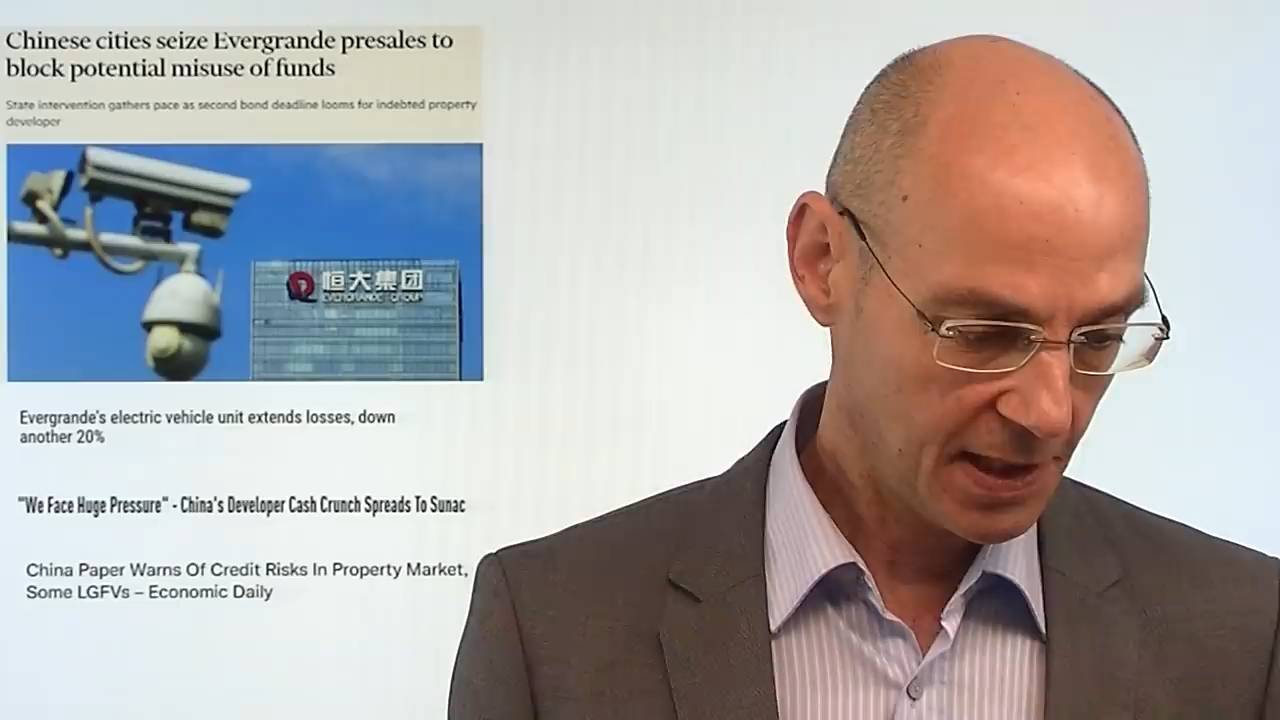 Chinese cities seize Evergrande presales to
block potential misuse of funds
State intervention gathers pace as second bond deadline looms for indebted property
developer
恒大集团
EVERGRANDE GROUP
Evergrande's electric vehicle unit extends losses, down
another 20%
"We Face Huge Pressure" - China's Developer Cash Crunch Spreads To Sunac
China Paper Warns Of Credit Risks In Property Market,
Some LGFVs – Economic Daily